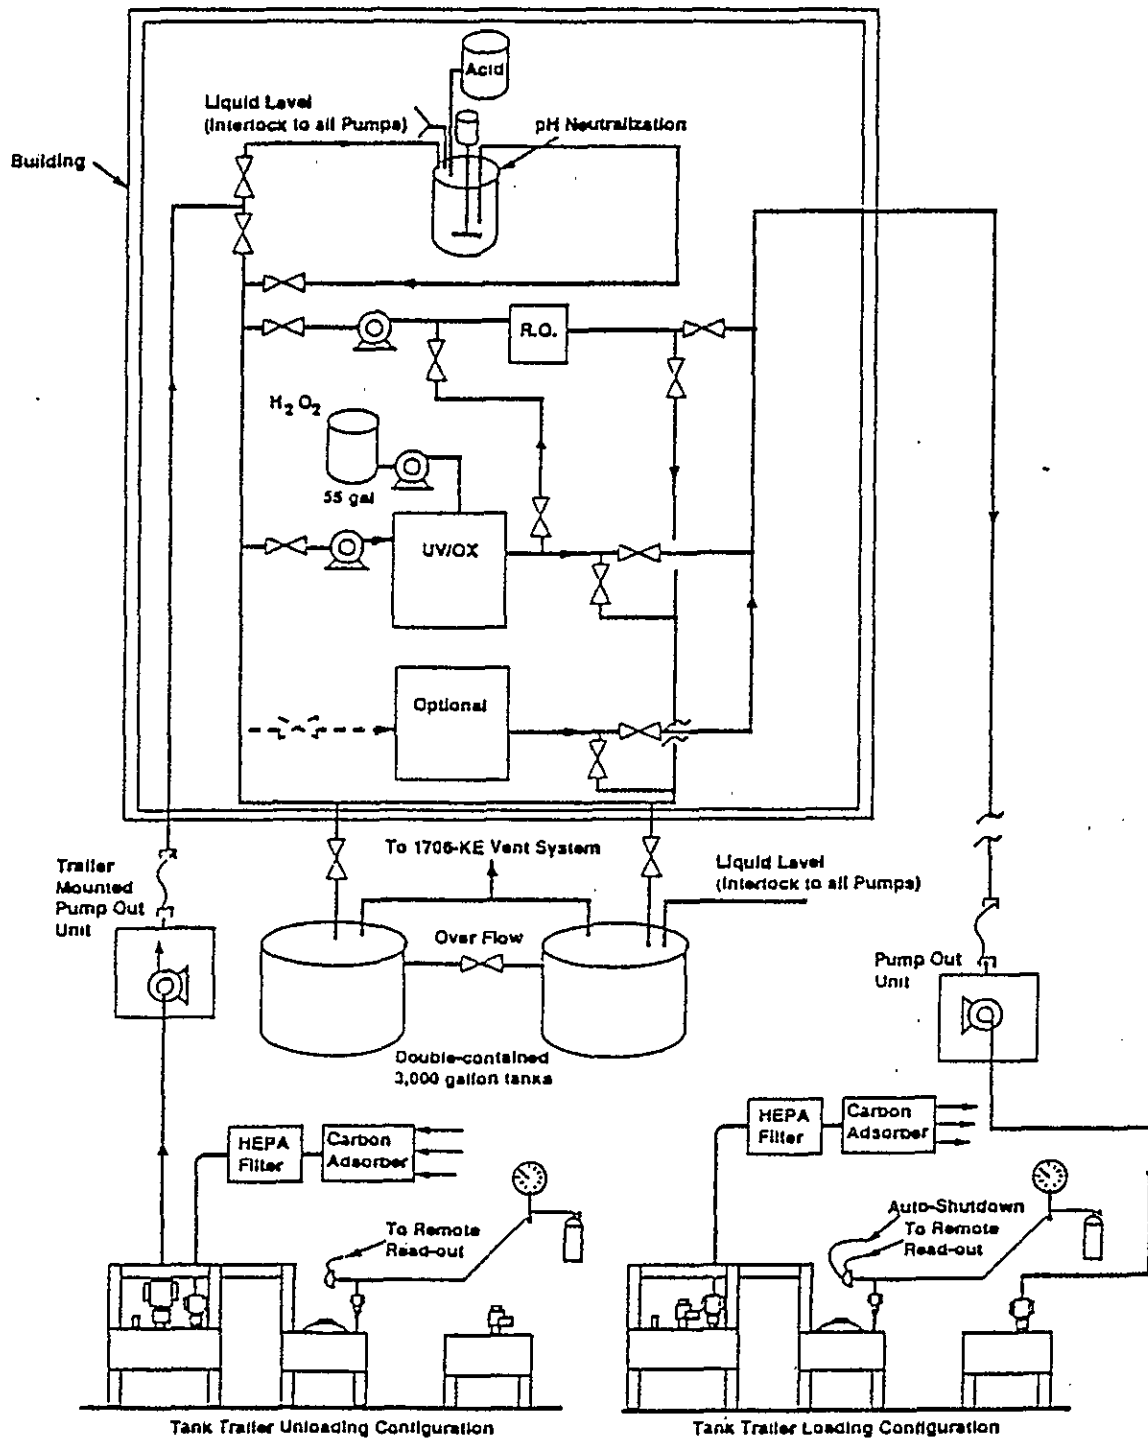 Acid
Liquid Level
(Interlock to all Pumps)
pH Neutralization
Building
R.O.
H2 O2
55 gal
UV/OX
Optional
To 1706-KE Vent System
Trailer
Mounted
Pump Out
Unit
Liquid Level
(Interlock to all Pumps)
Over Flow
Pump Out
Unit
Double-contained
3,000 gallon tanks
HEPA
Filter
Carbon
Adsorber
HEPA
Filter
Carbon
Adsorber
To Remote
Read-out
Auto-Shutdown
To Remote
Read-out
Tank Trailer Unloading Configuration
Tank Trailer Loading Configuration